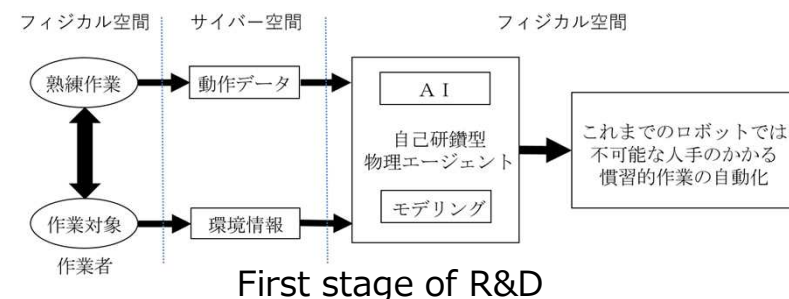 フィジカル空間
サイバー空間
フィジカル空間
熟練作業
動作データ
ＡＩ
自己研鑽型
物理エージェント
モデリング
これまでのロボットでは
不可能な人手のかかる
慣習的作業の自動化
作業対象
環境情報
作業者
First stage of R&D